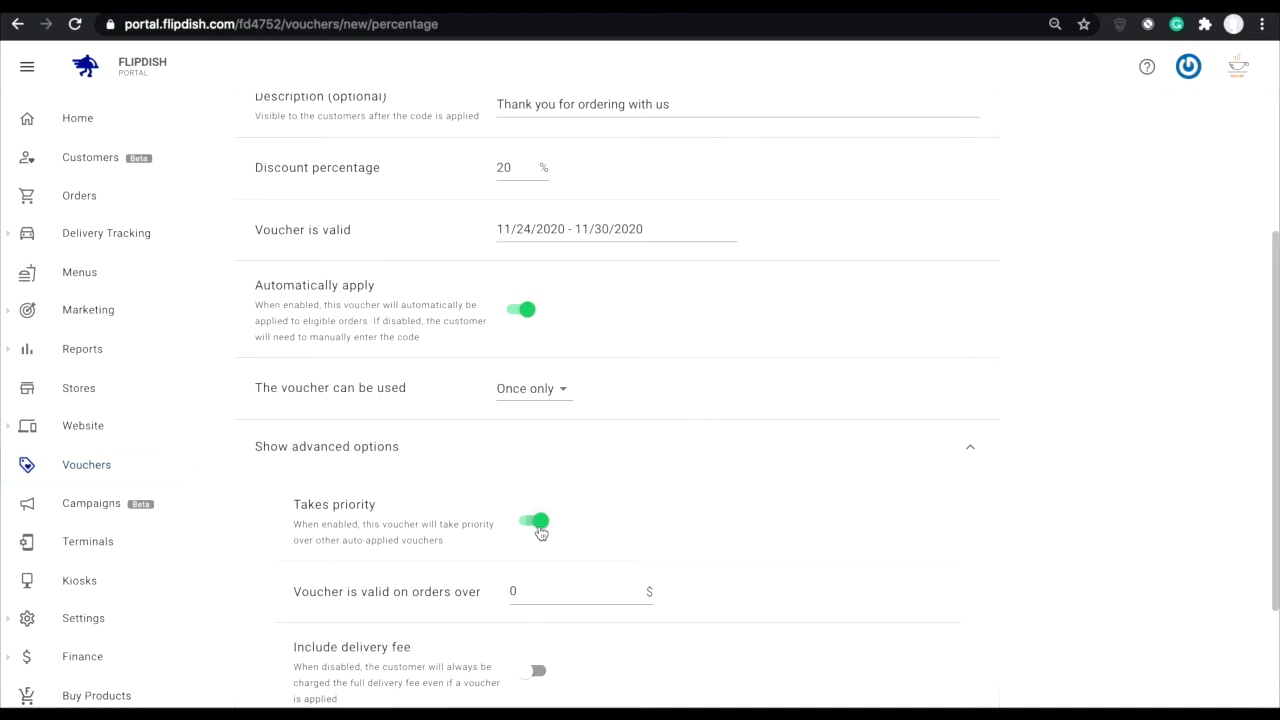 portal.flipdish.com/fd4752/vouchers/new/percentage
FLIPDISH
PORTAL
Home
Customers Beta
Orders
Delivery Tracking
Menus
Marketing
Reports
Stores
Website
Vouchers
Campaigns Beta
Terminals
Kiosks
Settings
Finance
Buy Products
Description (optional)
Visible to the customers after the code is applied
Thank you for ordering with us
Discount percentage
20 %
Voucher is valid
11/24/2020 - 11/30/2020
Automatically apply
When enabled, this voucher will automatically be
applied to eligible orders If disabled, the customer
will need to manually enter the code
The voucher can be used
Once only
Show advanced options
Takes priority
When enabled, this voucher will take priority
over other auto-applied vouchers
Voucher is valid on orders over
0 $
Include delivery fee
When disabled, the customer will always be
charged the full delivery fee even if a voucher
is applied